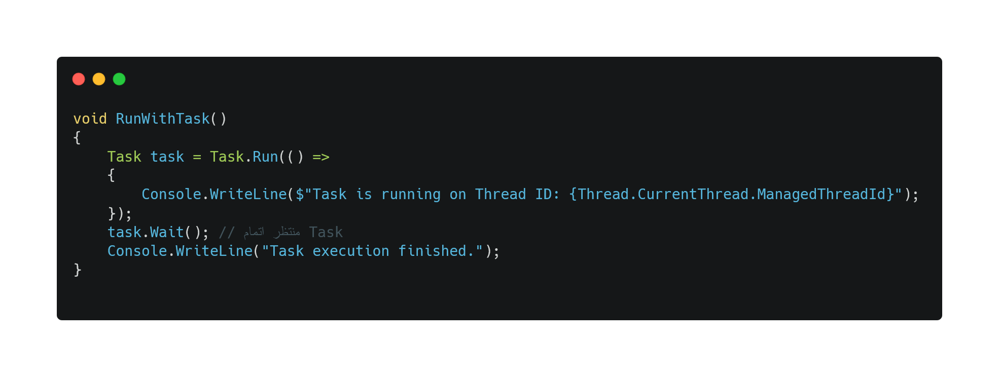 void RunWithTask()
{
    Task task = Task.Run(() =>
    {
        Console.WriteLine($"Task is running on Thread ID: {Thread.CurrentThread.ManagedThreadId}");
    });
    task.Wait(); // منتظر اتمام Task
    Console.WriteLine("Task execution finished.");
}